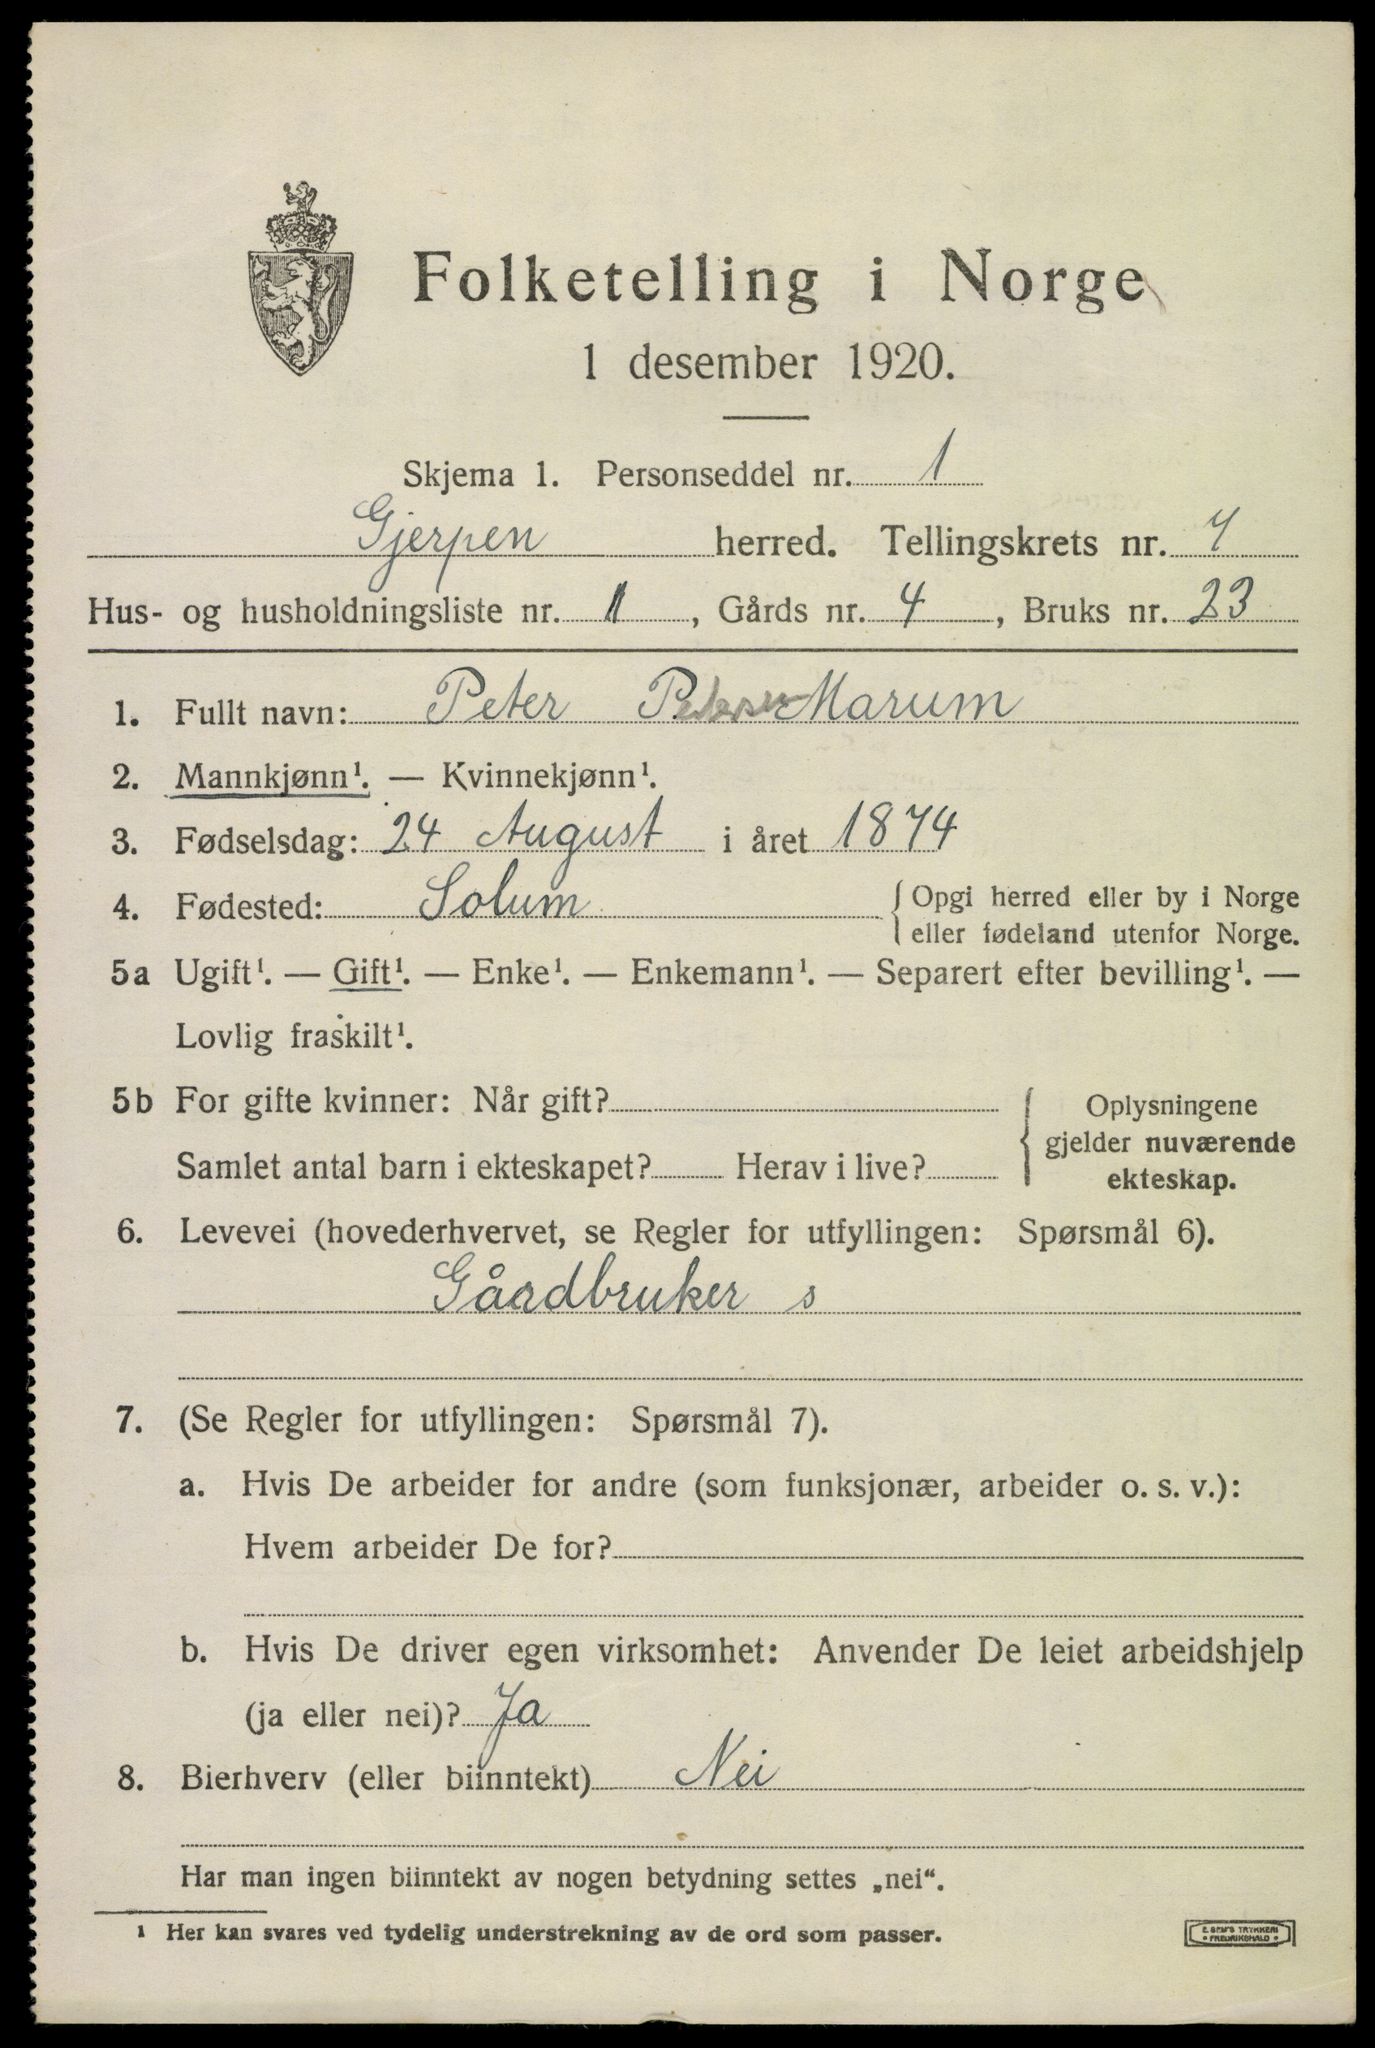 Folketelling i Norge
1 desember 1920.
Skjema 1. Personseddel nr. 1
Gjerpen herred. Tellingskrets nr. 7
Hus- og husholdningsliste nr. 1, Gårds nr. 4, Bruks nr. 23
1. Fullt navn: Peter Pedersen Marum
2. Mannkjønn¹. — Kvinnekjønn¹.
3. Fødselsdag: 24 August i året 1874
4. Fødested: Solum { Opgi herred eller by i Norge
eller fødeland utenfor Norge.
5a Ugift¹. — Gift¹. — Enke¹. — Enkemann¹. — Separert efter bevilling¹. —
Lovlig fraskilt¹.
5b For gifte kvinner: Når gift?
Samlet antal barn i ekteskapet? Herav i live?
{ Oplysningene
gjelder nuværende
ekteskap.
6. Levevei (hovederhvervet, se Regler for utfyllingen: Spørsmål 6).
Gåardbruker s
7. (Se Regler for utfyllingen: Spørsmål 7).
a. Hvis De arbeider for andre (som funksjonær, arbeider o. s. v.):
Hvem arbeider De for?
b. Hvis De driver egen virksomhet: Anvender De leiet arbeidshjelp
(ja eller nei)? Ja
8. Bierhverv (eller biinntekt) Nei
Har man ingen biinntekt av nogen betydning settes „nei“.
¹ Her kan svares ved tydelig understrekning av de ord som passer.
E. SEM'S TRYKKERI
• FREDRIKSHALD •